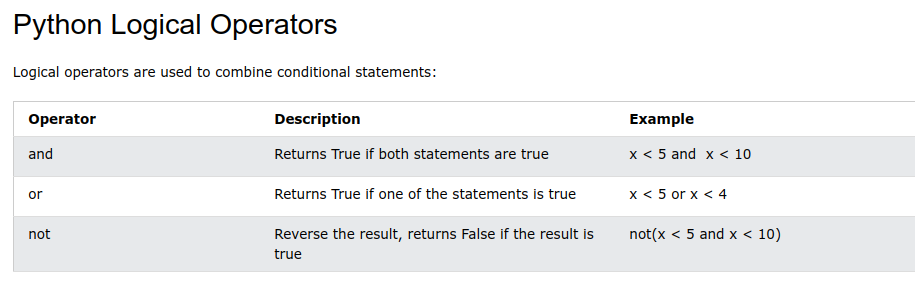 Python Logical Operators
Logical operators are used to combine conditional statements:
Operator Description Example
and Returns True if both statements are true x < 5 and  x < 10
or Returns True if one of the statements is true x < 5 or x < 4
not Reverse the result, returns False if the result is not(x < 5 and x < 10)
true